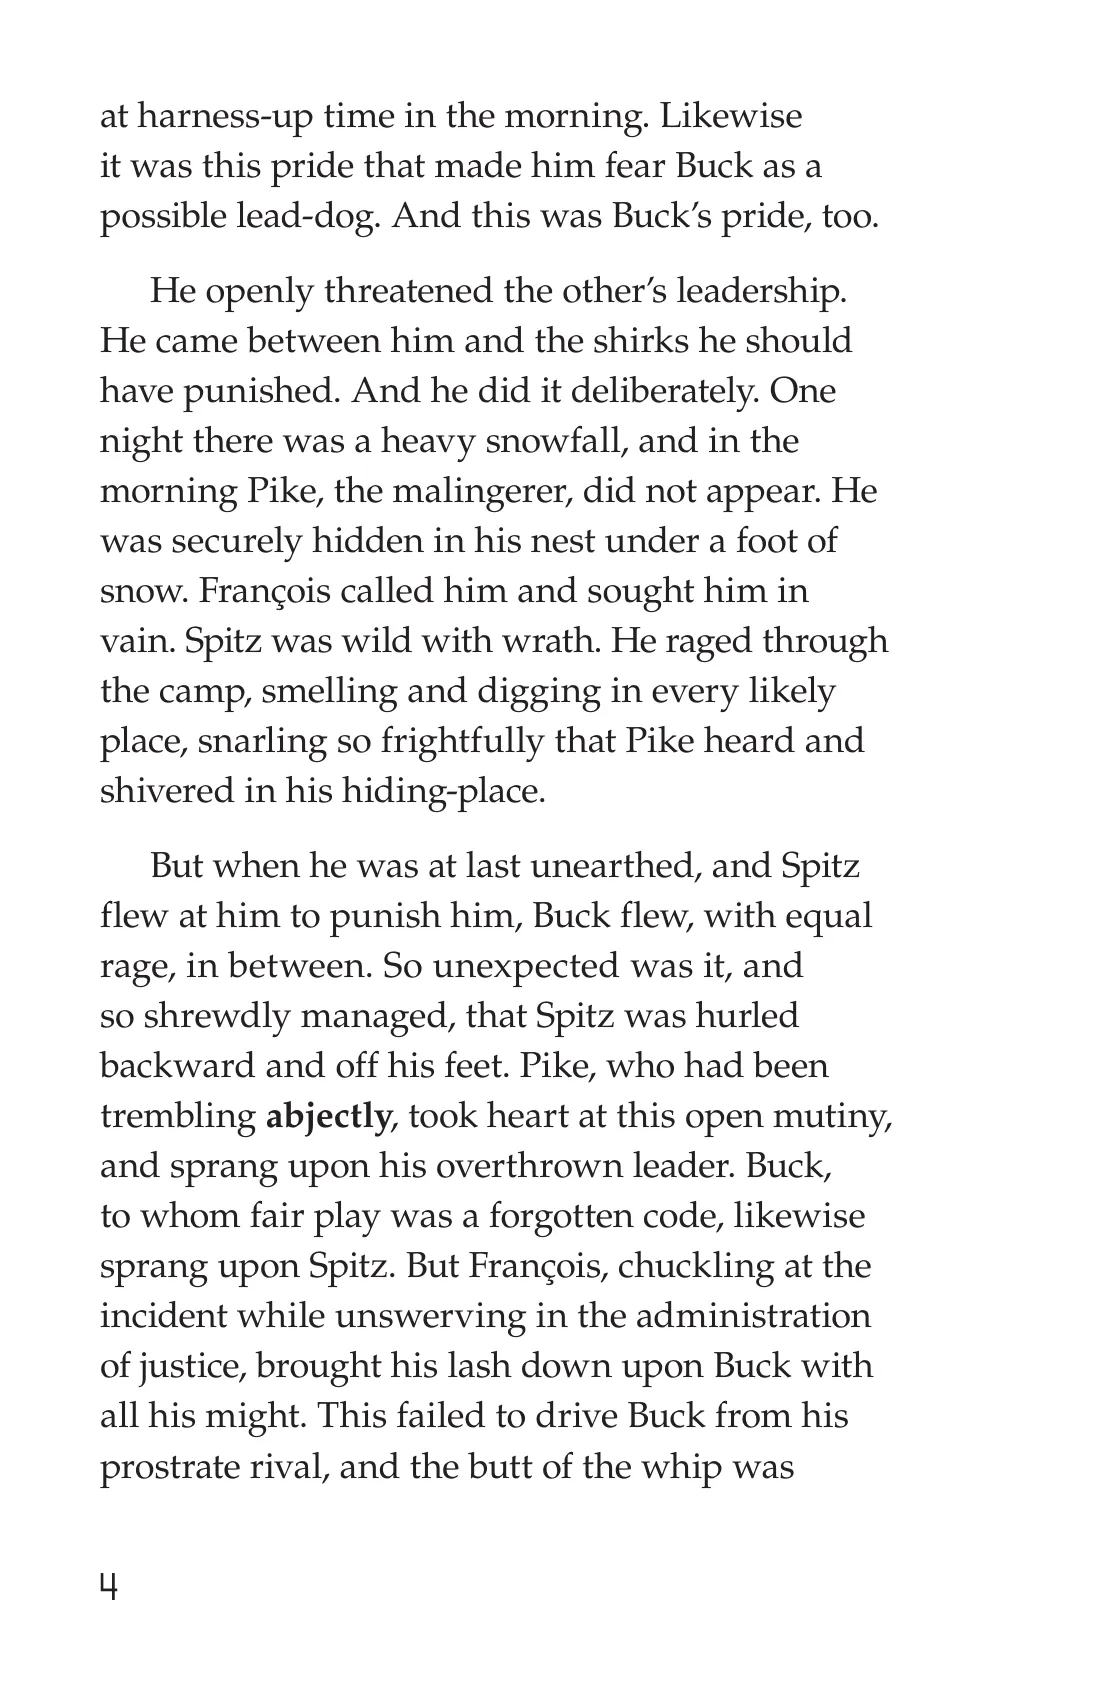 at harness-up time in the morning. Likewise
it was this pride that made him fear Buck as a
possible lead-dog. And this was Buck’s pride, too.
He openly threatened the other’s leadership.
He came between him and the shirks he should
have punished. And he did it deliberately. One
night there was a heavy snowfall, and in the
morning Pike, the malingerer, did not appear. He
was securely hidden in his nest under a foot of
snow. François called him and sought him in
vain. Spitz was wild with wrath. He raged through
the camp, smelling and digging in every likely
place, snarling so frightfully that Pike heard and
shivered in his hiding-place.
But when he was at last unearthed, and Spitz
flew at him to punish him, Buck flew, with equal
rage, in between. So unexpected was it, and
so shrewdly managed, that Spitz was hurled
backward and off his feet. Pike, who had been
trembling abjectly, took heart at this open mutiny,
and sprang upon his overthrown leader. Buck,
to whom fair play was a forgotten code, likewise
sprang upon Spitz. But François, chuckling at the
incident while unswerving in the administration
of justice, brought his lash down upon Buck with
all his might. This failed to drive Buck from his
prostrate rival, and the butt of the whip was
4